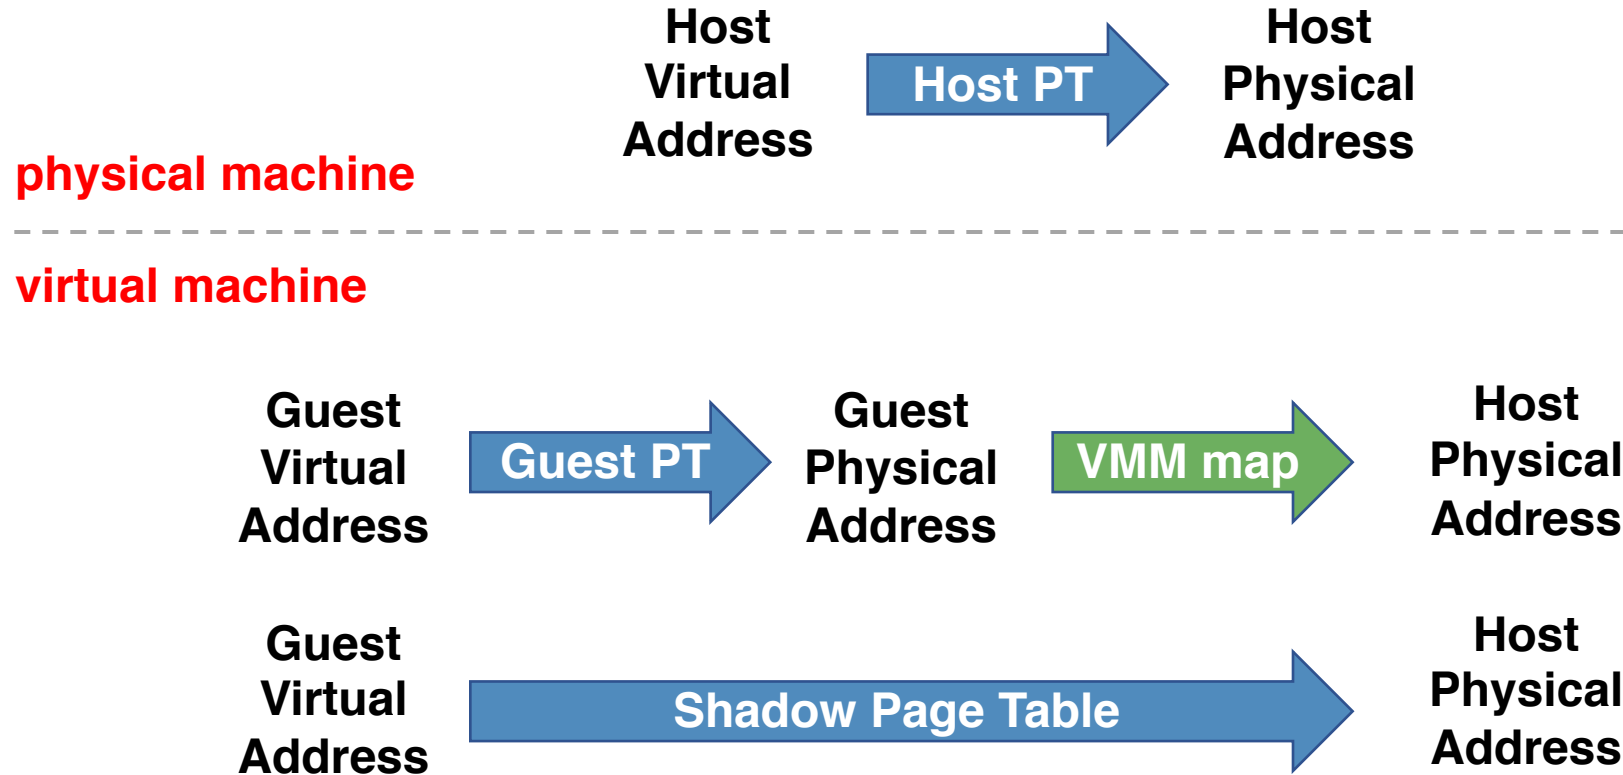 Host
Virtual
Address
Host PT
Host
Physical
Address
physical machine
virtual machine
Guest
Virtual
Address
Guest PT
Guest
Physical
Address
VMM map
Host
Physical
Address
Guest
Virtual
Address
Shadow Page Table
Host
Physical
Address